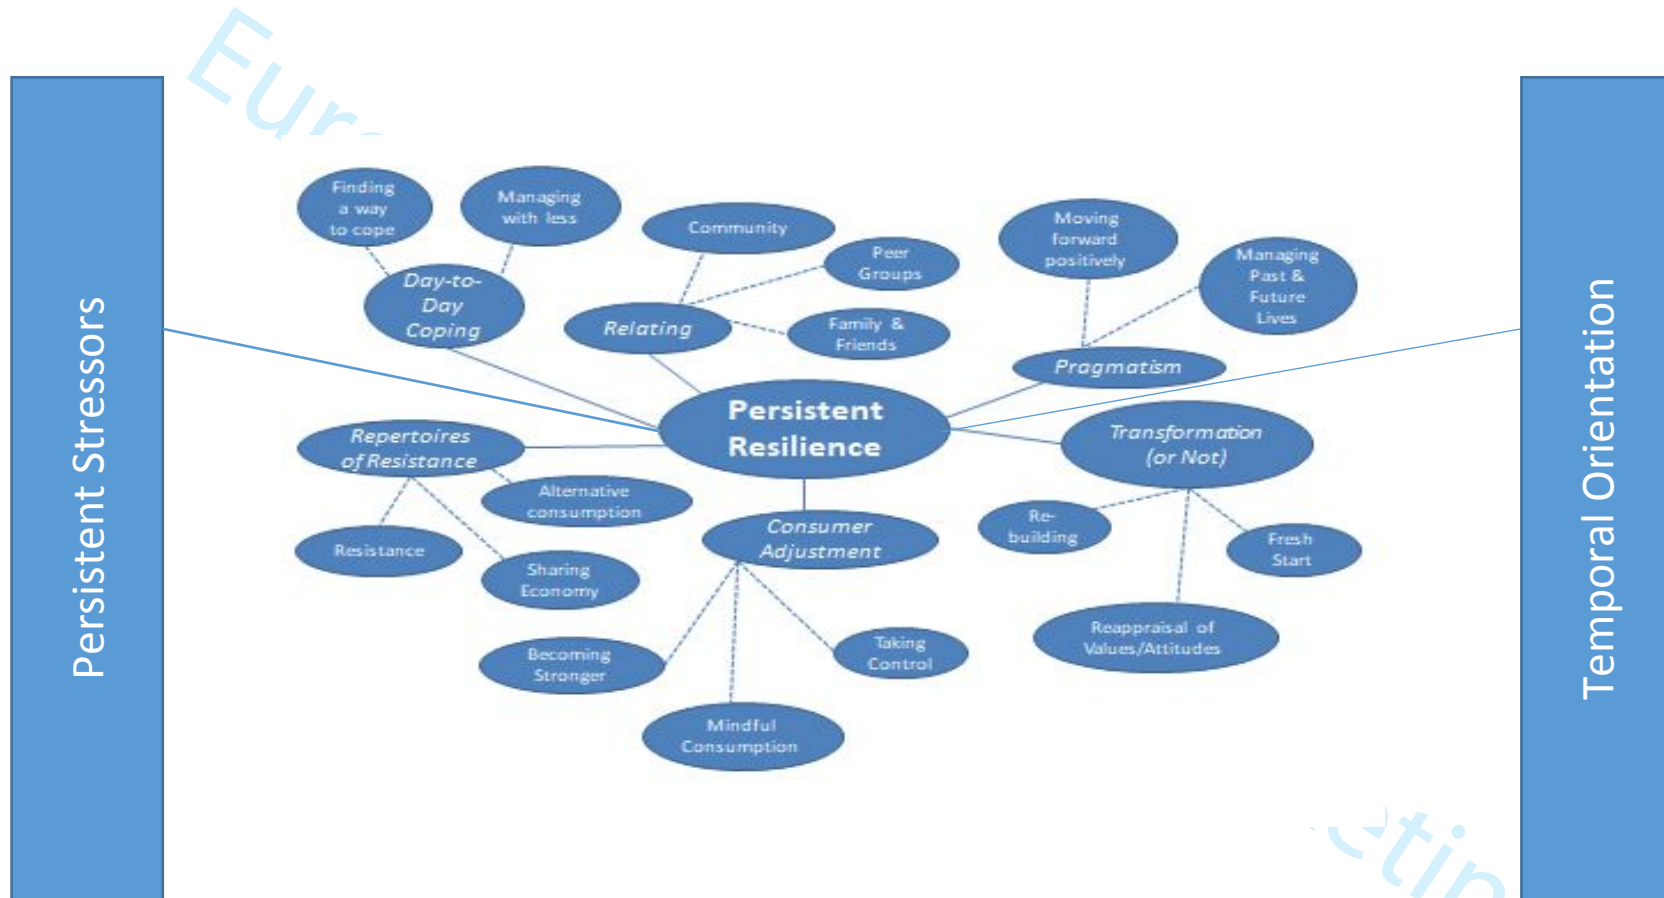 Persistent Stressors
Finding
a way
to cope
Managing
with less
Day-to-
Day
Coping
Community
Peer
Groups
Relating
Family &
Friends
Moving
forward
positively
Managing
Past &
Future
Lives
Pragmatism
Persistent
Resilience
Repertoires
of Resistance
Alternative
consumption
Resistance
Sharing
Economy
Consumer
Adjustment
Becoming
Stronger
Mindful
Consumption
Taking
Control
Transformation
(or Not)
Re-
building
Fresh
Start
Reappraisal of
Values/Attitudes
Temporal Orientation